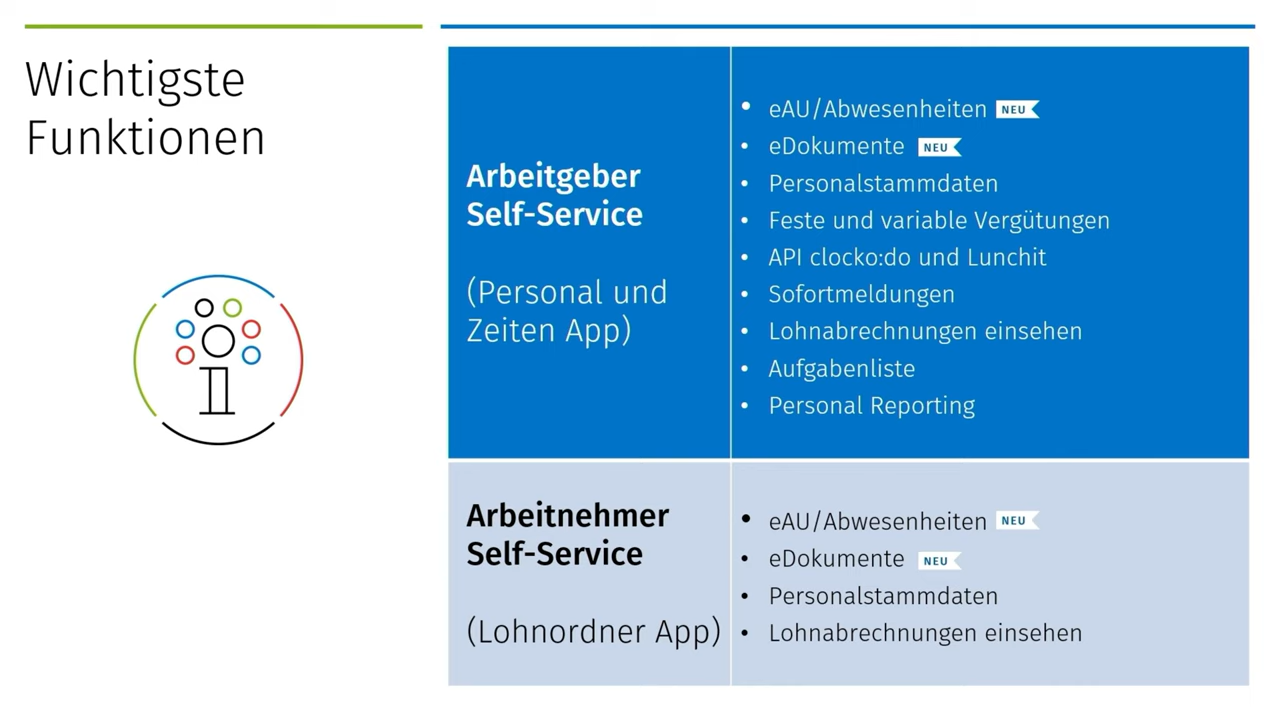 Wichtigste
Funktionen
Arbeitgeber
Self-Service
(Personal und
Zeiten App)
• eAU/Abwesenheiten NEU
• eDokumente NEU
• Personalstammdaten
• Feste und variable Vergütungen
• API clocko:do und Lunchit
• Sofortmeldungen
• Lohnabrechnungen einsehen
• Aufgabenliste
• Personal Reporting
Arbeitnehmer
Self-Service
(Lohnordner App)
• eAU/Abwesenheiten NEU
• eDokumente NEU
• Personalstammdaten
• Lohnabrechnungen einsehen